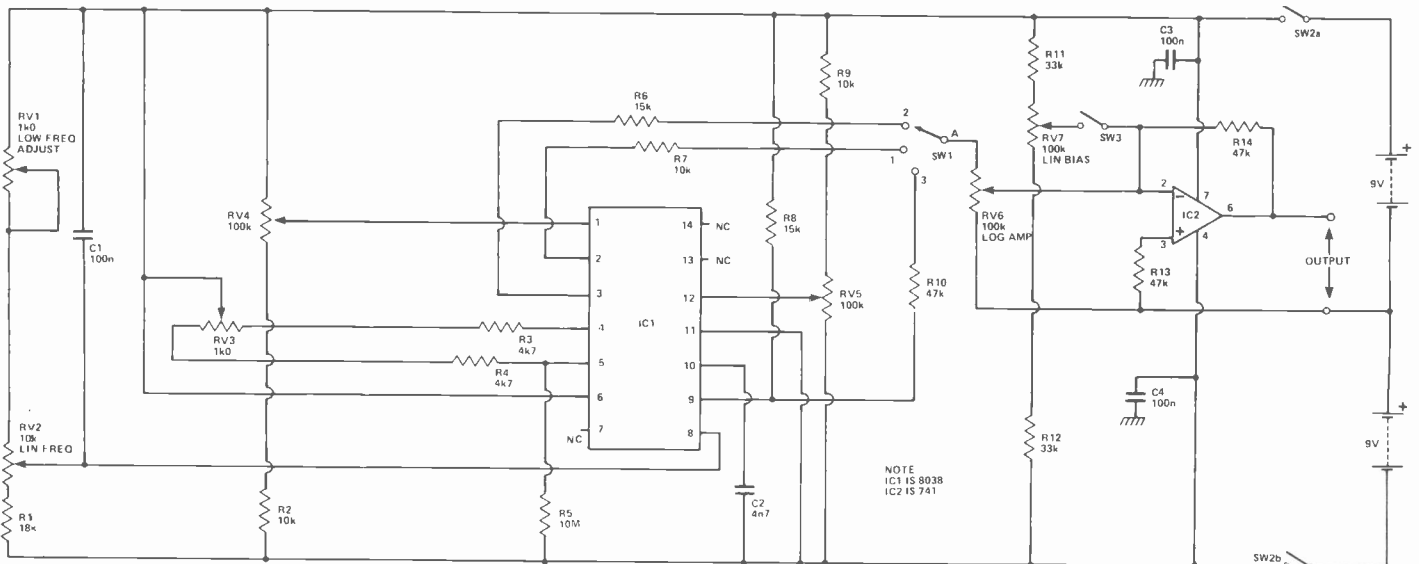 C3
100n
SW2a
R11
33k
R9
10k
R6
15k
2
A
SW1
1
3
R7
10k
RV1
1k0
LOW FREQ
ADJUST
RV7
100k
LIN BIAS
SW3
R14
47k
+
9V
2
-
7
IC2
6
3
+
4
RV6
100k
LOG AMP
R8
15k
RV4
100k
C1
100n
1
2
3
4
5
6
7
NC
14
NC
13
NC
12
11
10
9
8
IC1
RV5
100k
R10
47k
R13
47k
OUTPUT
RV3
1k0
R3
4k7
R4
4k7
C4
100n
+
9V
RV2
10k
LIN FREQ
R12
33k
NOTE
IC1 IS 8038
IC2 IS 741
R1
18k
R2
10k
R5
10M
C2
4n7
SW2b